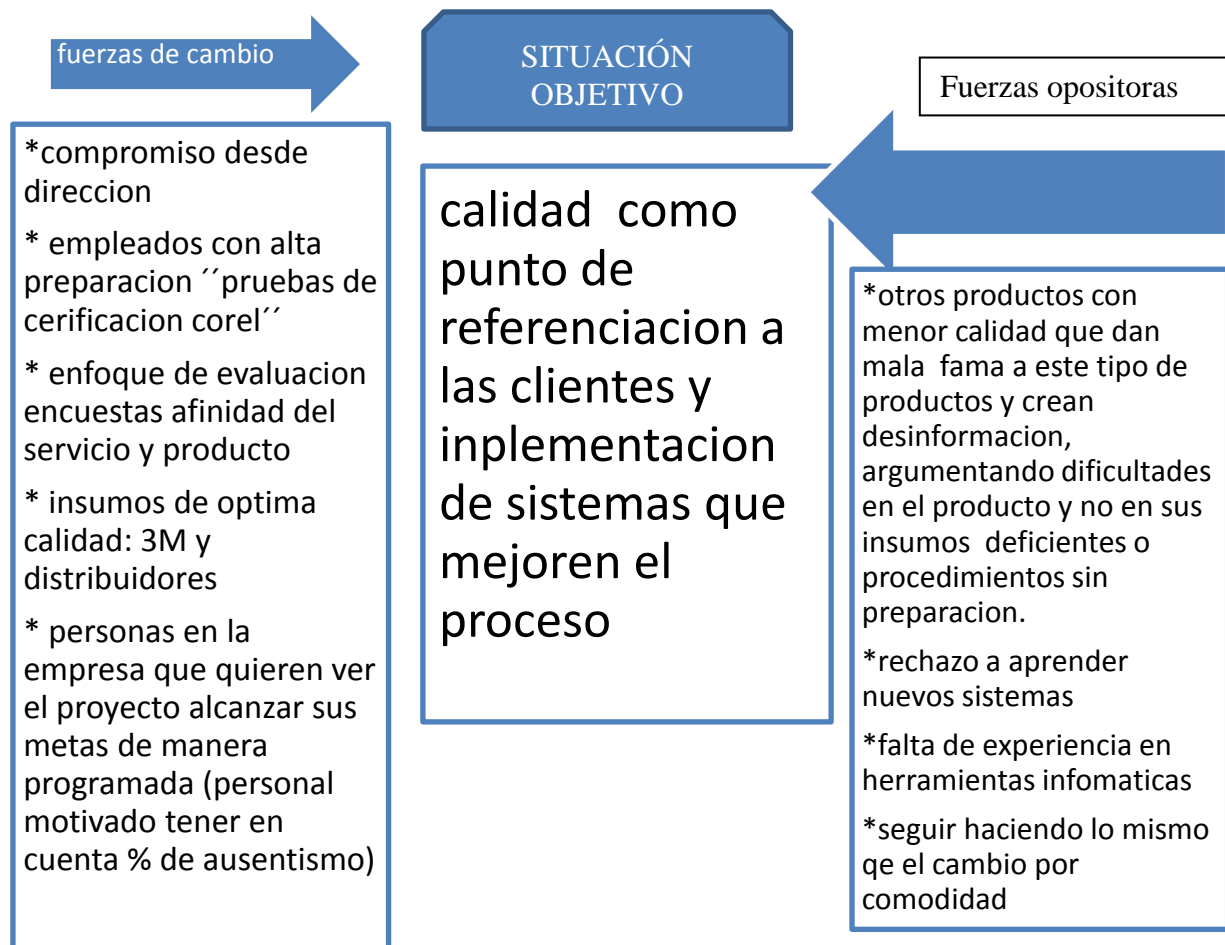 fuerzas de cambio
*compromiso desde
direccion
* empleados con alta
preparacion ´´pruebas de
cerificacion corel´´
* enfoque de evaluacion
encuestas afinidad del
servicio y producto
* insumos de optima
calidad: 3M y
distribuidores
* personas en la
empresa que quieren ver
el proyecto alcanzar sus
metas de manera
programada (personal
motivado tener en
cuenta % de ausentismo)
SITUACIÓN
OBJETIVO
calidad como
punto de
referenciacion a
las clientes y
inplementacion
de sistemas que
mejoren el
proceso
Fuerzas opositoras
*otros productos con
menor calidad que dan
mala fama a este tipo de
productos y crean
desinformacion,
argumentando dificultades
en el producto y no en sus
insumos deficientes o
procedimientos sin
preparacion.
*rechazo a aprender
nuevos sistemas
*falta de experiencia en
herramientas infomaticas
*seguir haciendo lo mismo
qe el cambio por
comodidad